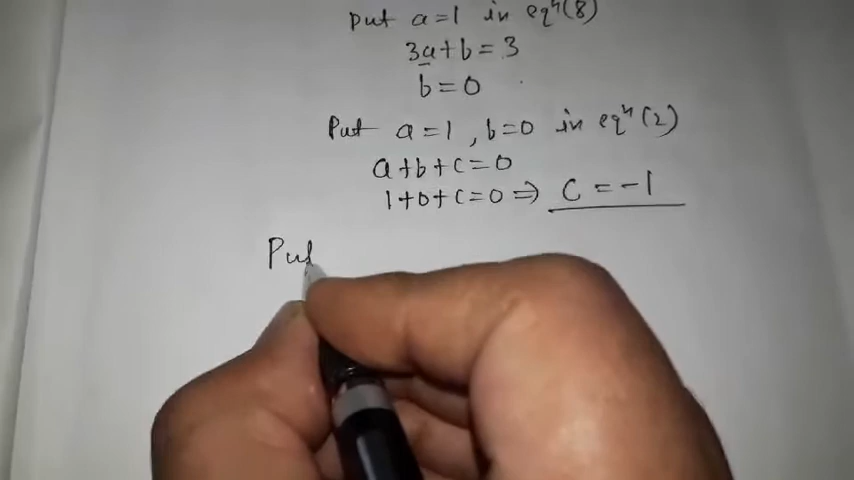 Put a=1 in eqⁿ(8)
3a+b=3
b=0
Put a=1, b=0 in eqⁿ(2)
a+b+c=0
1+0+c=0 ⇒ c=-1
Put